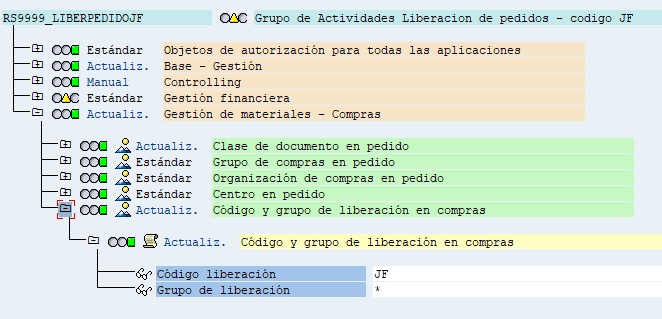 RS9999_LIBERPEDIDOJF Grupo de Actividades Liberacion de pedidos - codigo JF
Estándar Objetos de autorización para todas las aplicaciones
Actualiz. Base - Gestión
Manual Controlling
Estándar Gestión financiera
Actualiz. Gestión de materiales - Compras
Actualiz. Clase de documento en pedido
Estándar Grupo de compras en pedido
Estándar Organización de compras en pedido
Estándar Centro en pedido
Actualiz. Código y grupo de liberación en compras
Actualiz. Código y grupo de liberación en compras
Código liberación JF
Grupo de liberación *